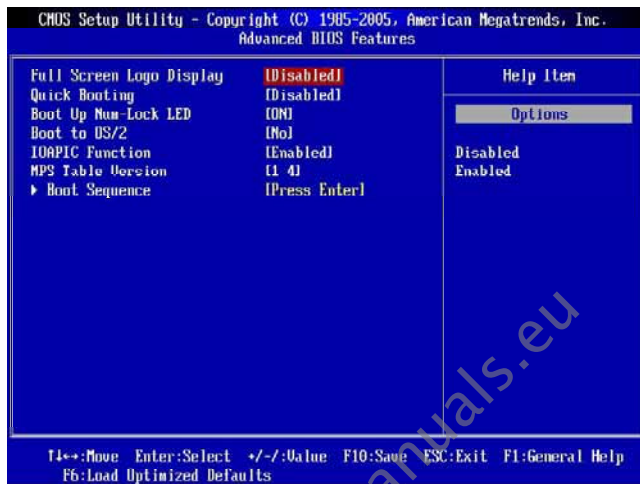 CMOS Setup Utility - Copyright (C) 1985-2005, American Megatrends, Inc.
Advanced BIOS Features
Full Screen Logo Display [Disabled]
Quick Booting [Disabled]
Boot Up Num-Lock LED [ON]
Boot to OS/2 [No]
IOAPIC Function [Enabled]
MPS Table Version [1 4]
▶ Boot Sequence [Press Enter]
Help Item
Options
Disabled
Enabled
↑↓←→:Move Enter:Select +/-/:Value F10:Save ESC:Exit F1:General Help
F6:Load Optimized Defaults